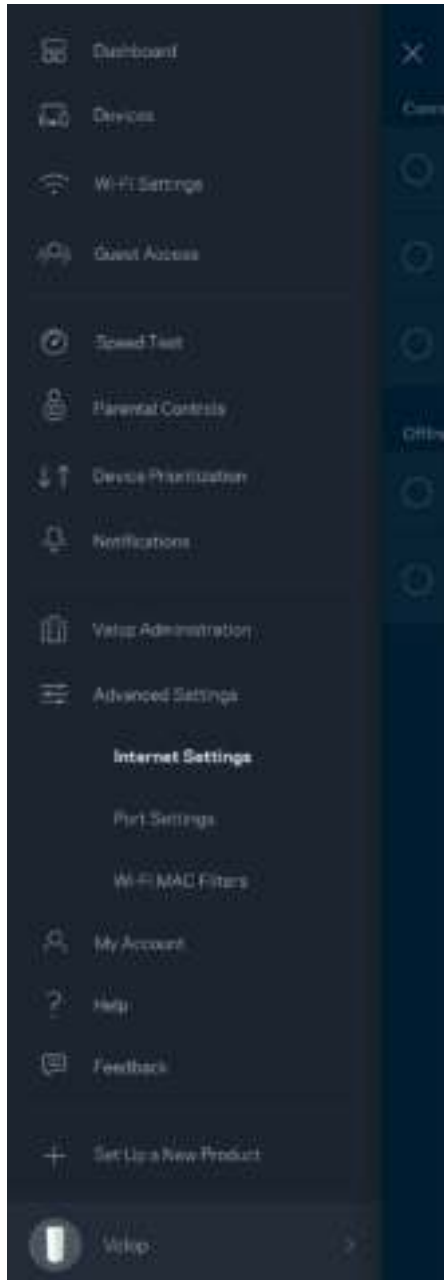 Dashboard
Devices
Wi-Fi Settings
Guest Access
Speed Test
Parental Controls
Device Prioritization
Notifications
Velop Administration
Advanced Settings
Internet Settings
Port Settings
Wi-Fi MAC Filters
My Account
Help
Feedback
Set Up a New Product
Velop
Offline